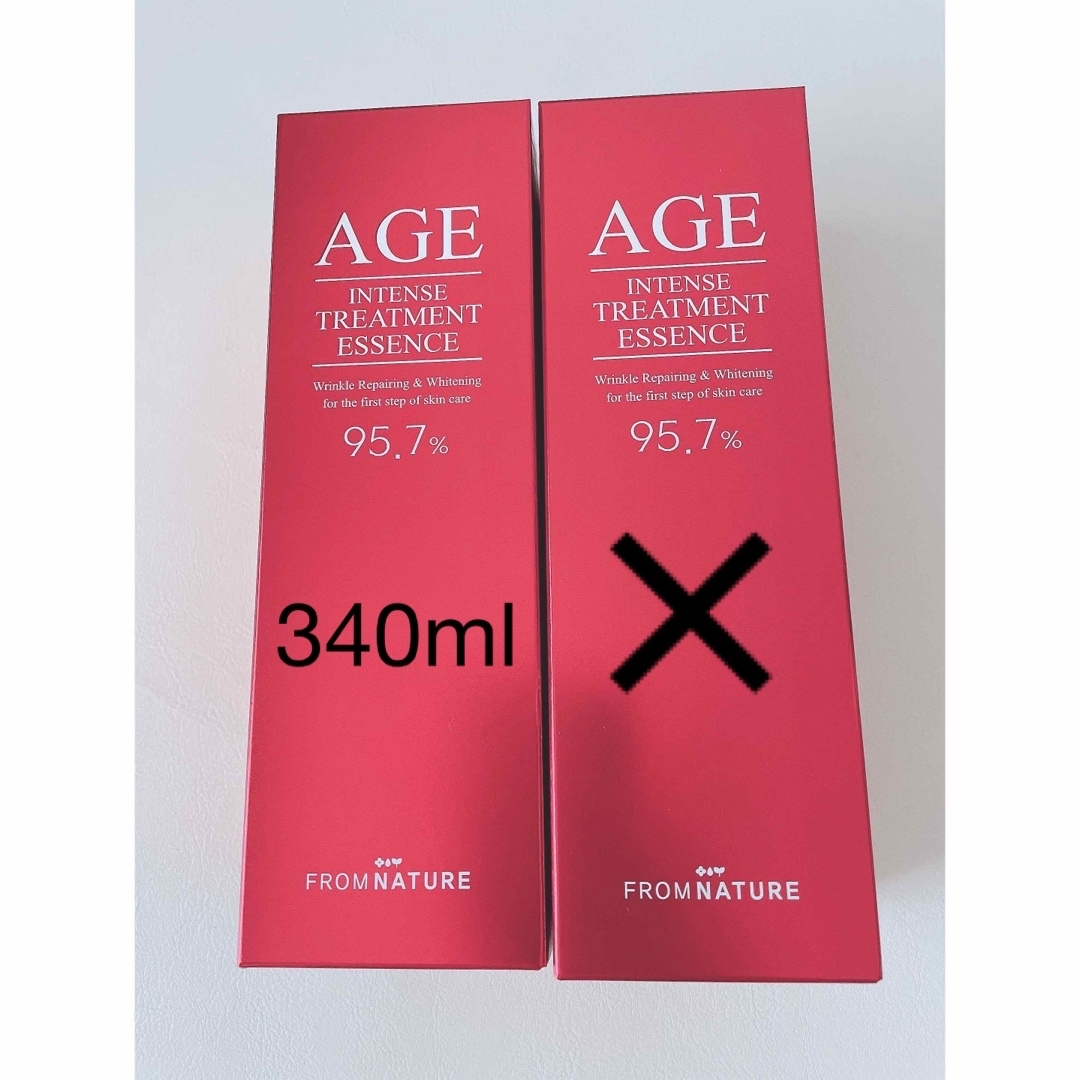 AGE
INTENSE
TREATMENT
ESSENCE
Wrinkle Repairing & Whitening
for the first step of skin care
95.7%
340ml
FROMNATURE
AGE
INTENSE
TREATMENT
ESSENCE
Wrinkle Repairing & Whitening
for the first step of skin care
95.7%
FROMNATURE